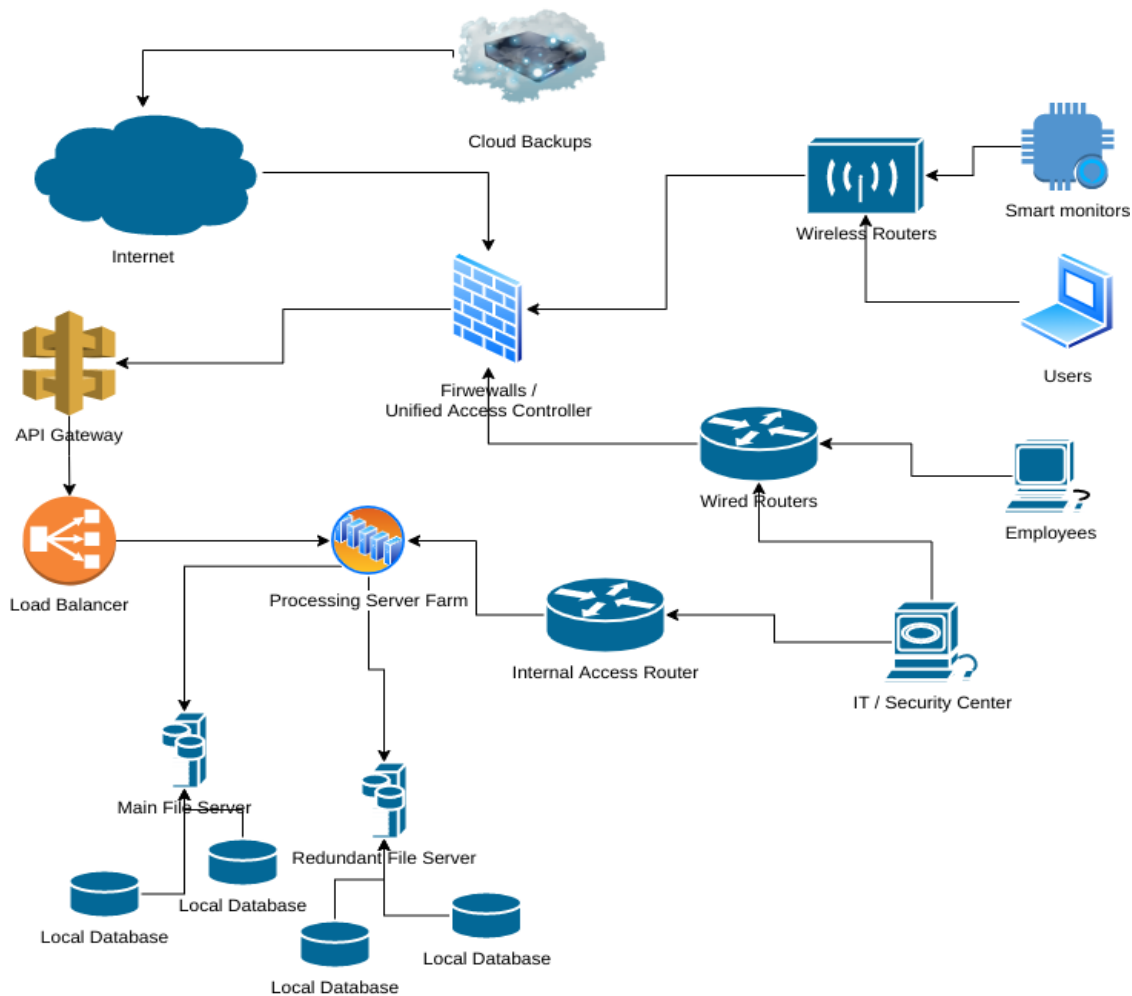 Cloud Backups
Smart monitors
Wireless Routers
Internet
Users
Firwewalls /
Unified Access Controller
API Gateway
Wired Routers
Employees
Load Balancer
Processing Server Farm
Internal Access Router
IT / Security Center
Main File Server
Redundant File Server
Local Database
Local Database
Local Database
Local Database